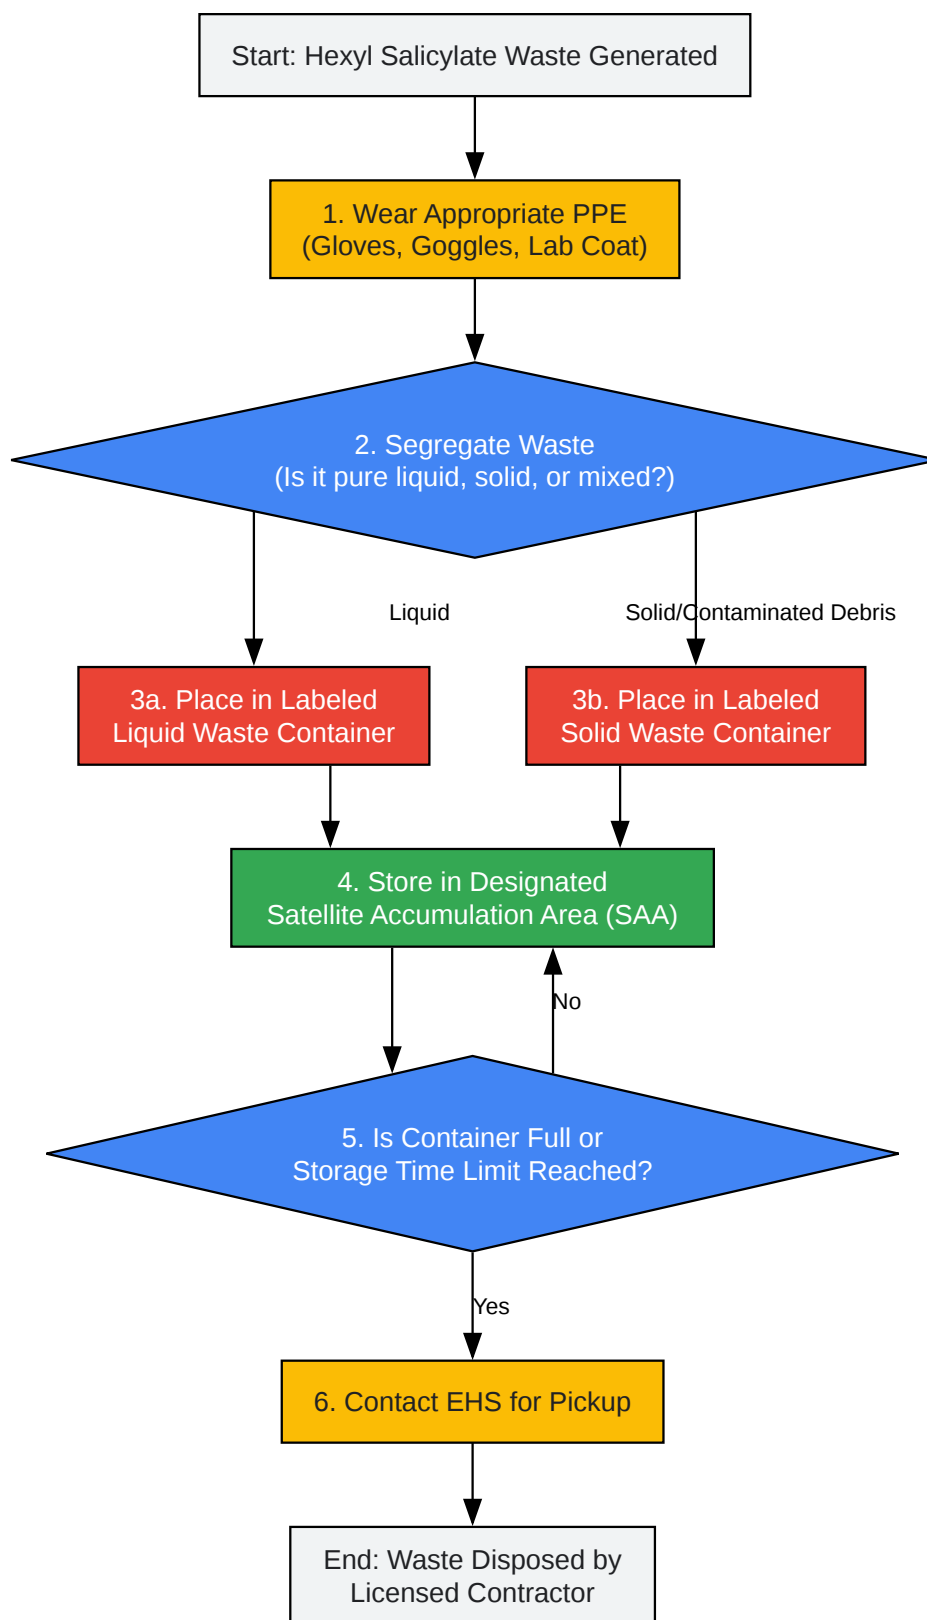 Start: Hexyl Salicylate Waste Generated
1. Wear Appropriate PPE
(Gloves, Goggles, Lab Coat)
2. Segregate Waste
(Is it pure liquid, solid, or mixed?)
Liquid
Solid/Contaminated Debris
3a. Place in Labeled
Liquid Waste Container
3b. Place in Labeled
Solid Waste Container
4. Store in Designated
Satellite Accumulation Area (SAA)
No
5. Is Container Full or
Storage Time Limit Reached?
Yes
6. Contact EHS for Pickup
End: Waste Disposed by
Licensed Contractor